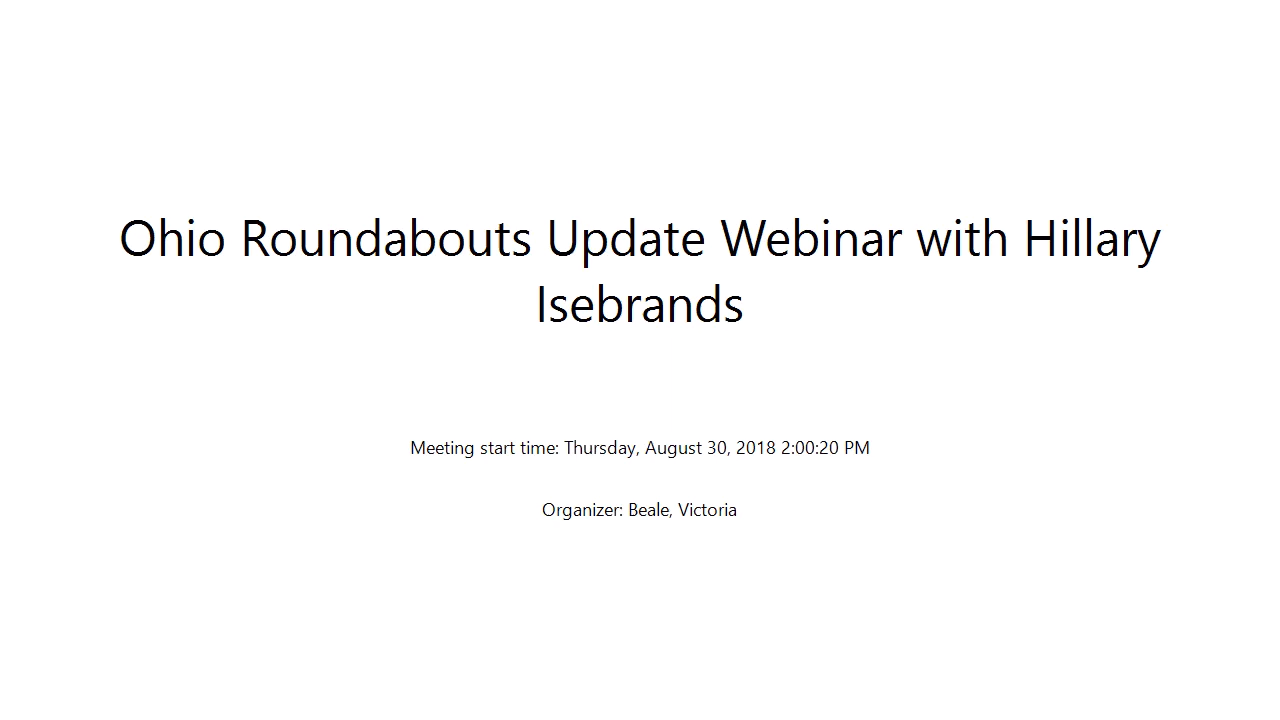 Ohio Roundabouts Update Webinar with Hillary
Isebrands
Meeting start time: Thursday, August 30, 2018 2:00:20 PM
Organizer: Beale, Victoria